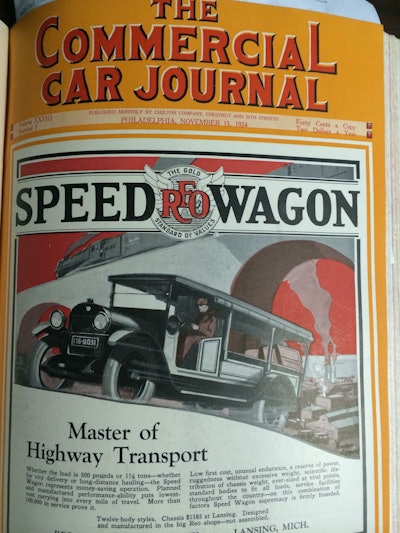 THE
COMMERCIAL
CAR JOURNAL
PUBLISHED MONTHLY BY CHILTON COMPANY, CHESTNUT AND 56TH STREETS
Volume XXVIII
Number 3
PHILADELPHIA, NOVEMBER 15, 1924
Forty Cents a Copy
Two Dollars a Year
THE GOLD
SPEED REO WAGON
STANDARD OF VALUES
Master of
Highway Transport
Whether the load is 500 pounds or 1¼ tons—whether
for city delivery or long-distance hauling—the Speed
Wagon represents money-saving operation. Planned
and manufactured performance-ability puts lowest-
cost carrying into every mile of travel. More than
100,000 in service prove it.
Low first cost, unusual endurance, a reserve of power,
ruggedness without excessive weight, scientific dis-
tribution of chassis weight, over-sized at vital points,
standard bodies to fit all loads, service facilities
throughout the country—on this combination of
factors Speed Wagon supremacy is firmly founded.
Twelve body styles. Chassis $1185 at Lansing. Designed
and manufactured in the big Reo shops—not assembled.
LANSING, MICH.